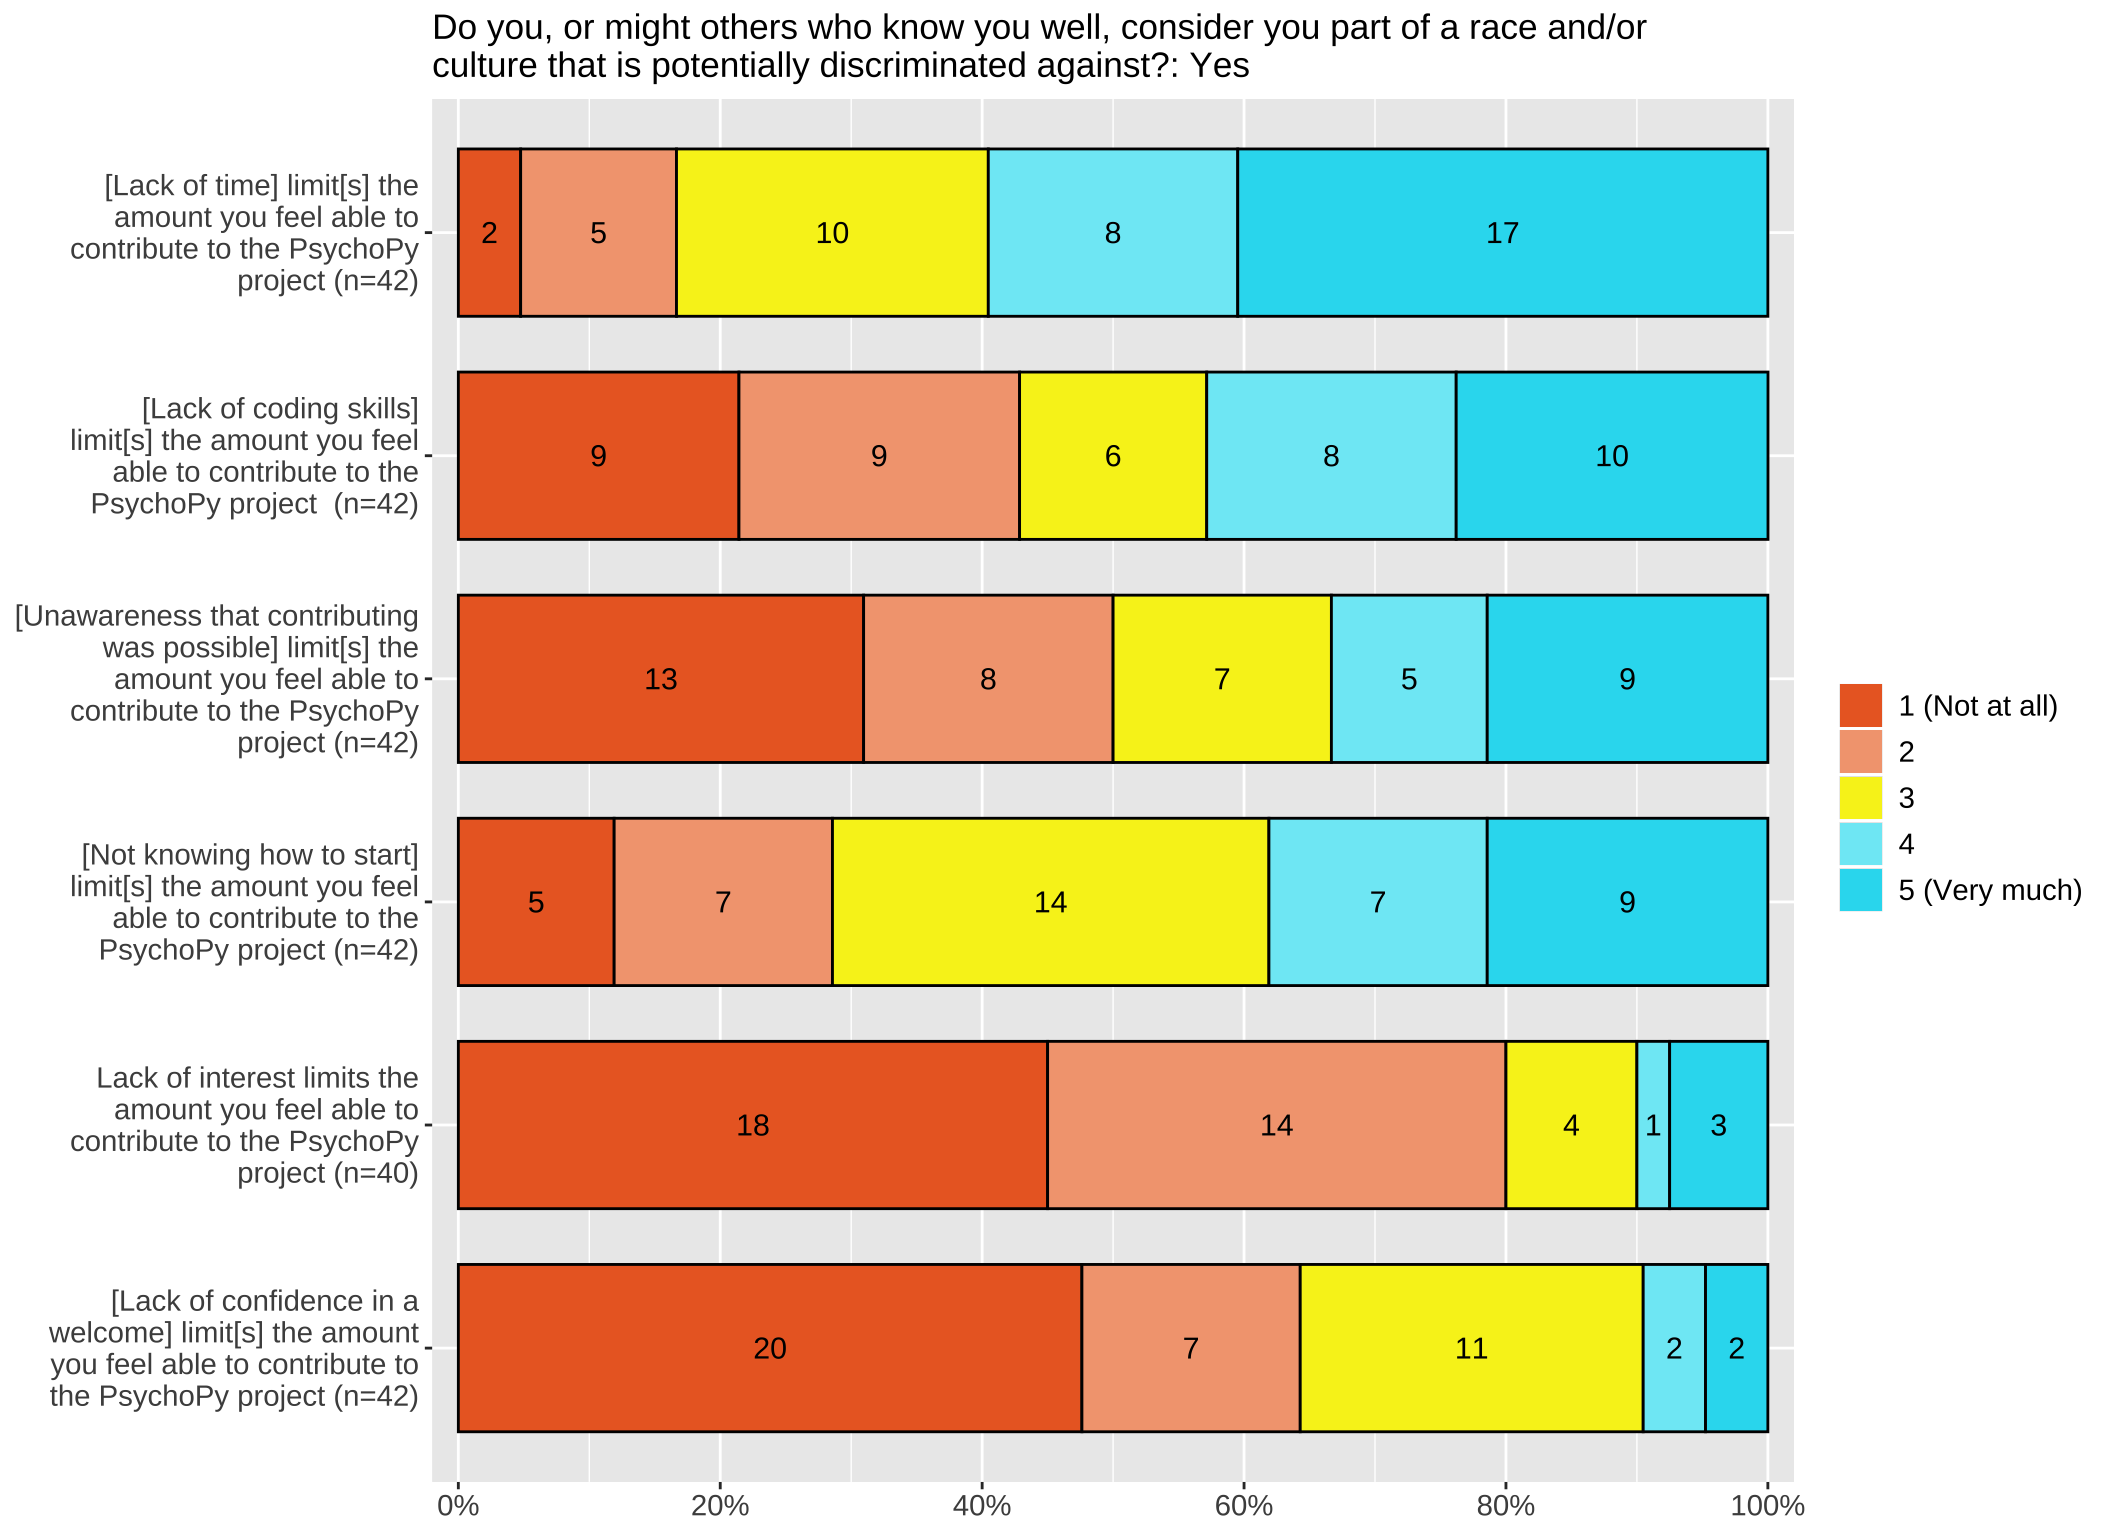 Do you, or might others who know you well, consider you part of a race and/or
culture that is potentially discriminated against?: Yes
[Lack of time] limit[s] the
amount you feel able to
contribute to the PsychoPy
project (n=42)
2 5 10 8 17
[Lack of coding skills]
limit[s] the amount you feel
able to contribute to the
PsychoPy project  (n=42)
9 9 6 8 10
[Unawareness that contributing
was possible] limit[s] the
amount you feel able to
contribute to the PsychoPy
project (n=42)
13 8 7 5 9
[Not knowing how to start]
limit[s] the amount you feel
able to contribute to the
PsychoPy project (n=42)
5 7 14 7 9
Lack of interest limits the
amount you feel able to
contribute to the PsychoPy
project (n=40)
18 14 4 1 3
[Lack of confidence in a
welcome] limit[s] the amount
you feel able to contribute to
the PsychoPy project (n=42)
20 7 11 2 2
0% 20% 40% 60% 80% 100%
1 (Not at all)
2
3
4
5 (Very much)